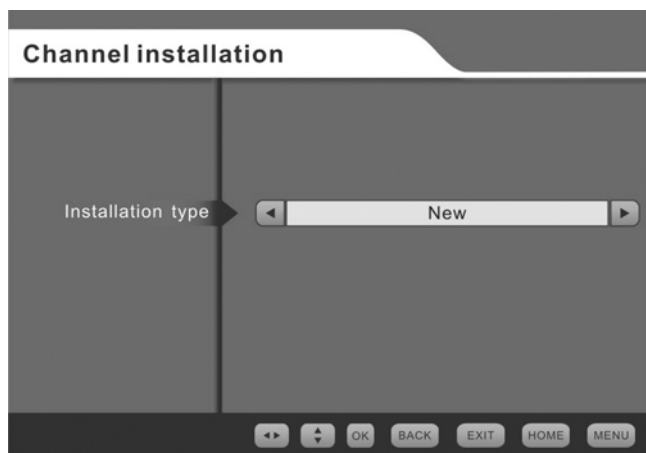 Channel installation
Installation type
New
OK BACK EXIT HOME MENU